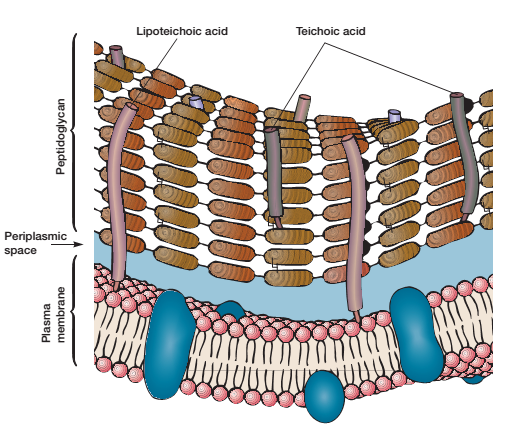 Lipoteichoic acid
Teichoic acid
Peptidoglycan
Periplasmic
space
Plasma
membrane